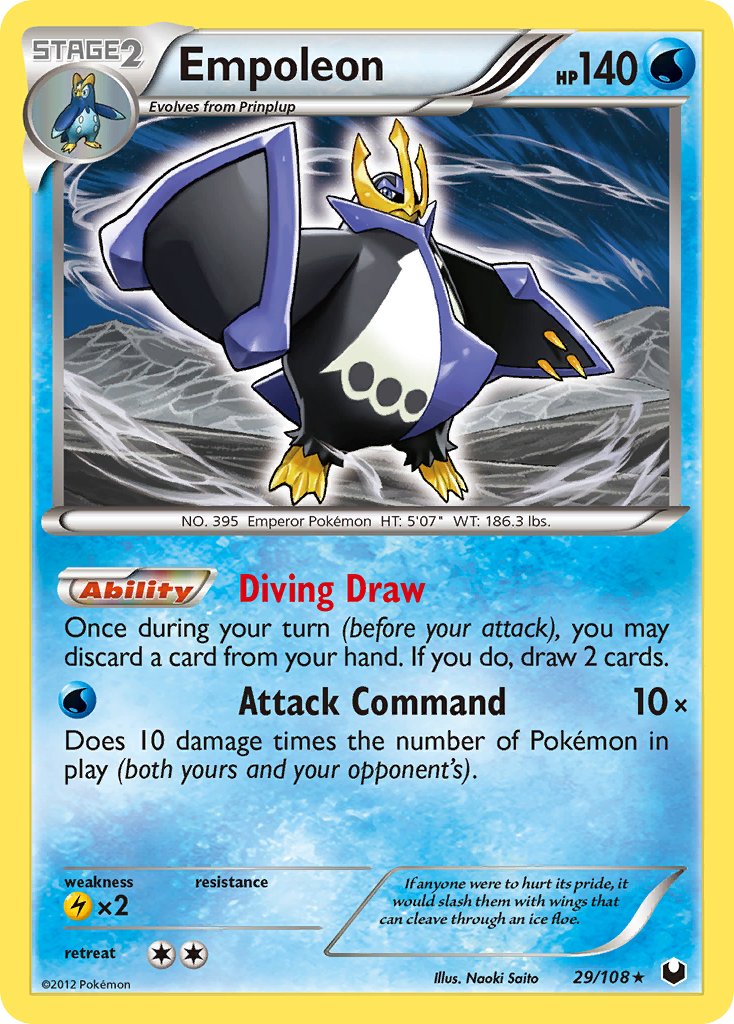 STAGE2
Empoleon
HP140
Evolves from Prinplup
NO. 395 Emperor Pokémon HT: 5'07" WT: 186.3 lbs.
Ability Diving Draw
Once during your turn (before your attack), you may
discard a card from your hand. If you do, draw 2 cards.
Attack Command 10×
Does 10 damage times the number of Pokémon in
play (both yours and your opponent's).
weakness resistance
×2
retreat
If anyone were to hurt its pride, it
would slash them with wings that
can cleave through an ice floe.
©2012 Pokémon Illus. Naoki Saito 29/108★